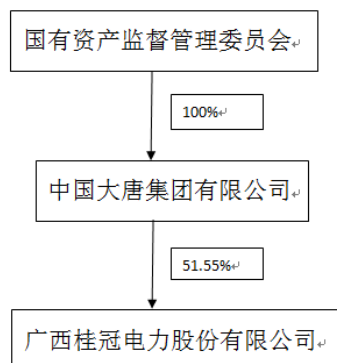 国有资产监督管理委员会
100%
中国大唐集团有限公司
51.55%
广西桂冠电力股份有限公司